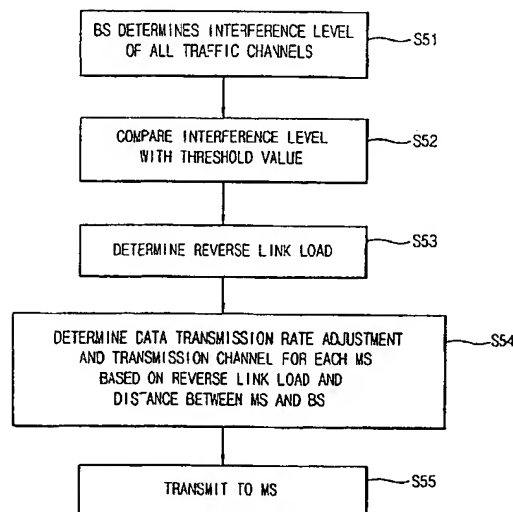 BS DETERMINES INTERFERENCE LEVEL
OF ALL TRAFFIC CHANNELS
S51
COMPARE INTERFERENCE LEVEL
WITH THRESHOLD VALUE
S52
DETERMINE REVERSE LINK LOAD
S53
DETERMINE DATA TRANSMISSION RATE ADJUSTMENT
AND TRANSMISSION CHANNEL FOR EACH MS
BASED ON REVERSE LINK LOAD AND
DISTANCE BETWEEN MS AND BS
S54
TRANSMIT TO MS
S55